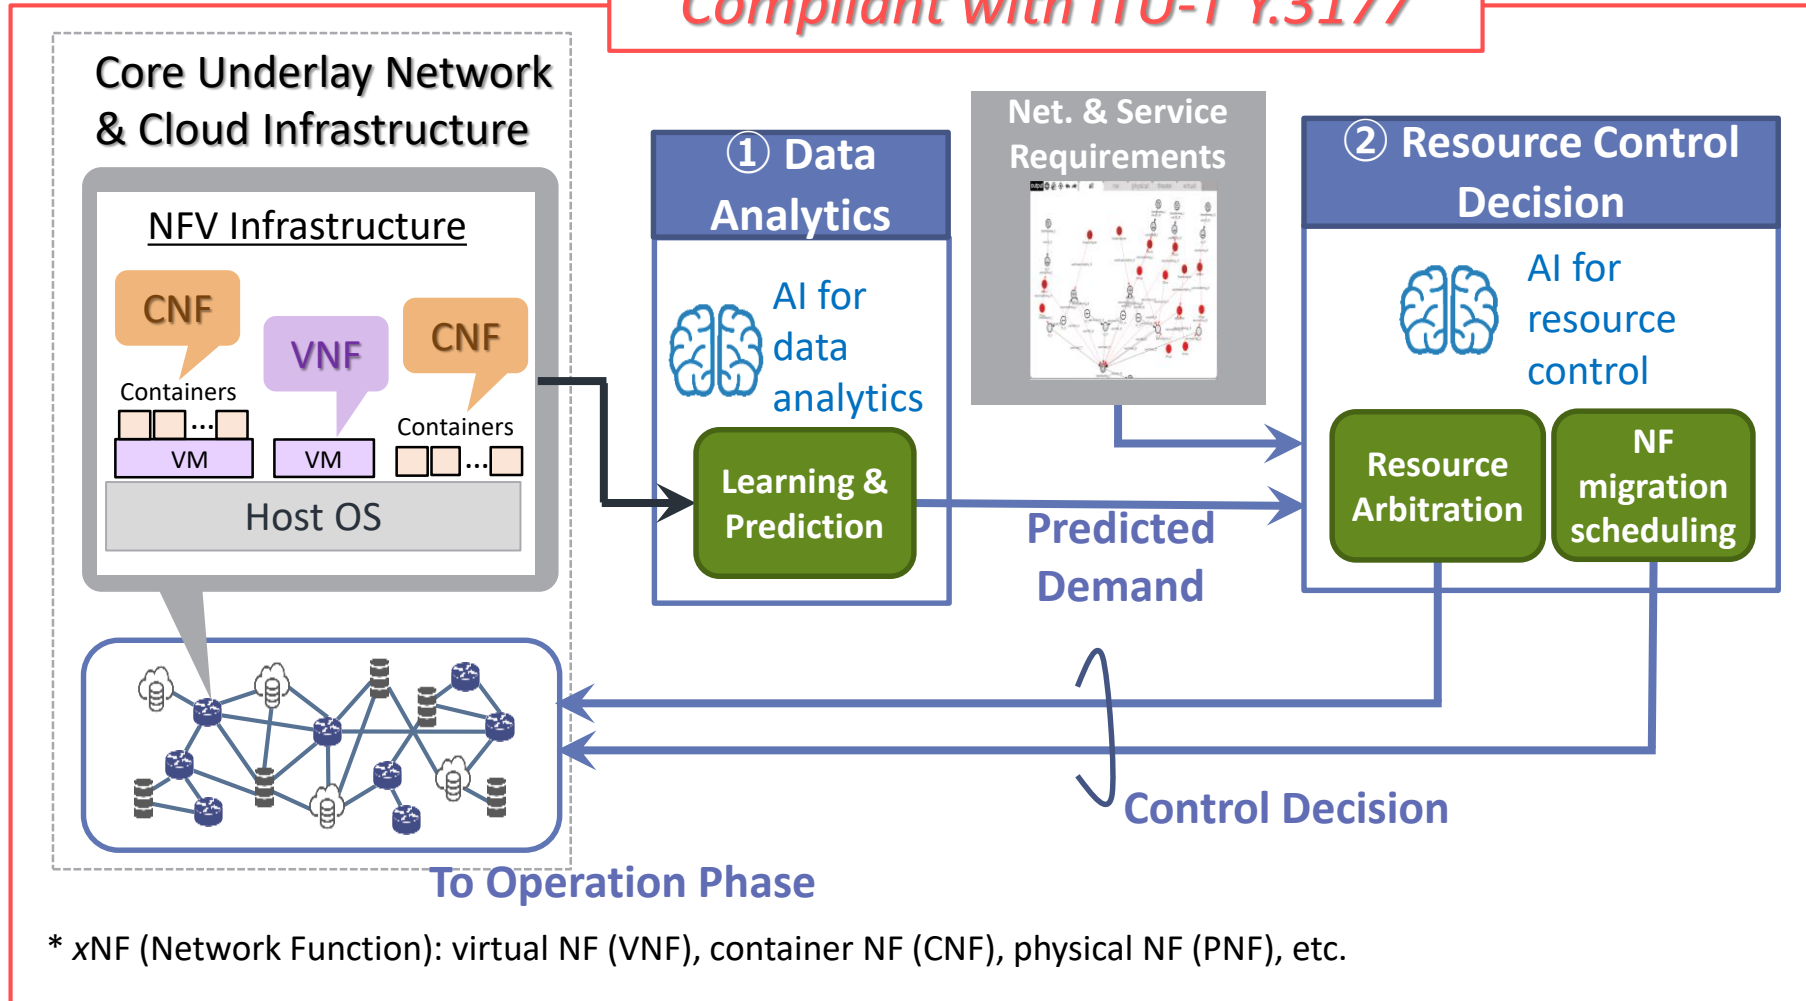 Compliant with ITU-T Y.3177
Core Underlay Network
& Cloud Infrastructure
NFV Infrastructure
CNF
VNF
CNF
Containers
...
VM
VM
Containers
...
Host OS
① Data
Analytics
AI for
data
analytics
Learning &
Prediction
Net. & Service
Requirements
Predicted
Demand
② Resource Control
Decision
AI for
resource
control
Resource
Arbitration
NF
migration
scheduling
Control Decision
To Operation Phase
* xNF (Network Function): virtual NF (VNF), container NF (CNF), physical NF (PNF), etc.